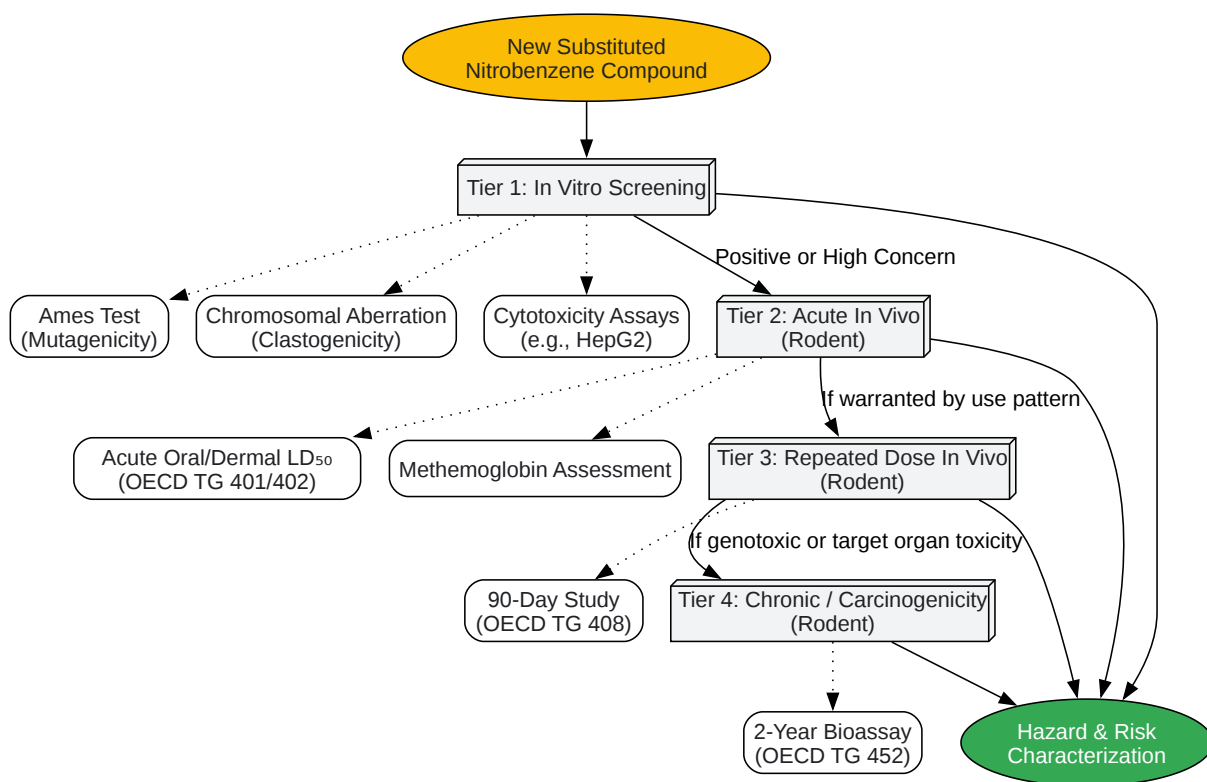 New Substituted
Nitrobenzene Compound
Tier 1: In Vitro Screening
Positive or High Concern
Ames Test
(Mutagenicity)
Chromosomal Aberration
(Clastogenicity)
Cytotoxicity Assays
(e.g., HepG2)
Tier 2: Acute In Vivo
(Rodent)
If warranted by use pattern
Acute Oral/Dermal LD₅₀
(OECD TG 401/402)
Methemoglobin Assessment
Tier 3: Repeated Dose In Vivo
(Rodent)
If genotoxic or target organ toxicity
90-Day Study
(OECD TG 408)
Tier 4: Chronic / Carcinogenicity
(Rodent)
2-Year Bioassay
(OECD TG 452)
Hazard & Risk
Characterization